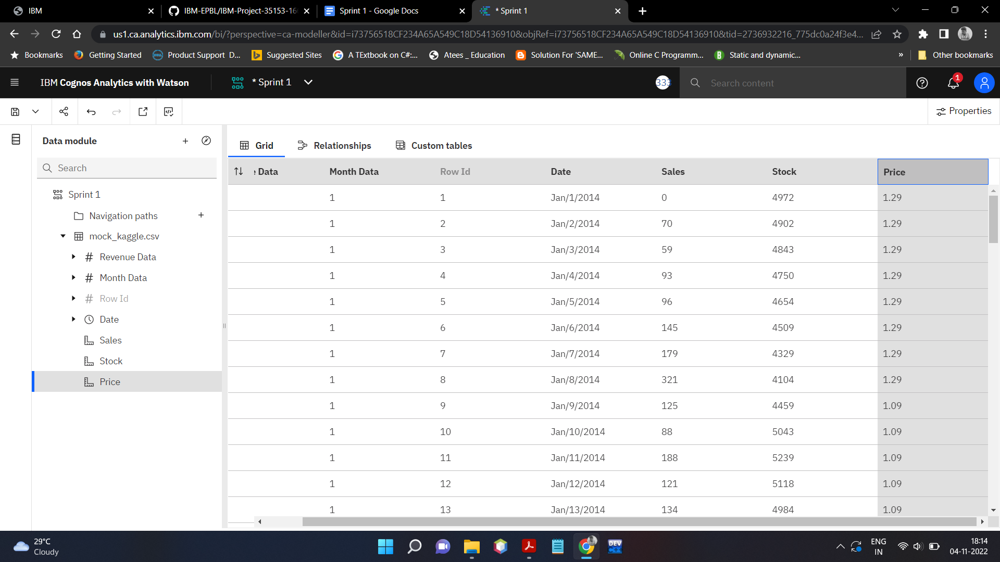 IBM
IBM-EPBL/IBM-Project-35153-16
Sprint 1 - Google Docs
* Sprint 1
us1.ca.analytics.ibm.com/bi/?perspective=ca-modeller&id=i73756518CF234A65A549C18D54136910&objRef=i73756518CF234A65A549C18D54136910&tid=2736932216_775dc0a24f3e4...
Bookmarks
Getting Started
Product Support D...
Suggested Sites
A TExtbook on C#:...
Atees _ Education
Solution For 'SAME...
Online C Programm...
Static and dynamic...
»
Other bookmarks
IBM Cognos Analytics with Watson
* Sprint 1
333
Search content
1
Properties
Data module
Search
Sprint 1
Navigation paths
mock_kaggle.csv
Revenue Data
Month Data
Row Id
Date
Sales
Stock
Price
Grid
Relationships
Custom tables
Data Month Data Row Id Date Sales Stock Price
1 1 Jan/1/2014 0 4972 1.29
1 2 Jan/2/2014 70 4902 1.29
1 3 Jan/3/2014 59 4843 1.29
1 4 Jan/4/2014 93 4750 1.29
1 5 Jan/5/2014 96 4654 1.29
1 6 Jan/6/2014 145 4509 1.29
1 7 Jan/7/2014 179 4329 1.29
1 8 Jan/8/2014 321 4104 1.29
1 9 Jan/9/2014 125 4459 1.09
1 10 Jan/10/2014 88 5043 1.09
1 11 Jan/11/2014 188 5239 1.09
1 12 Jan/12/2014 121 5118 1.09
1 13 Jan/13/2014 134 4984 1.09
29°C
Cloudy
DEV
ENG
IN
18:14
04-11-2022